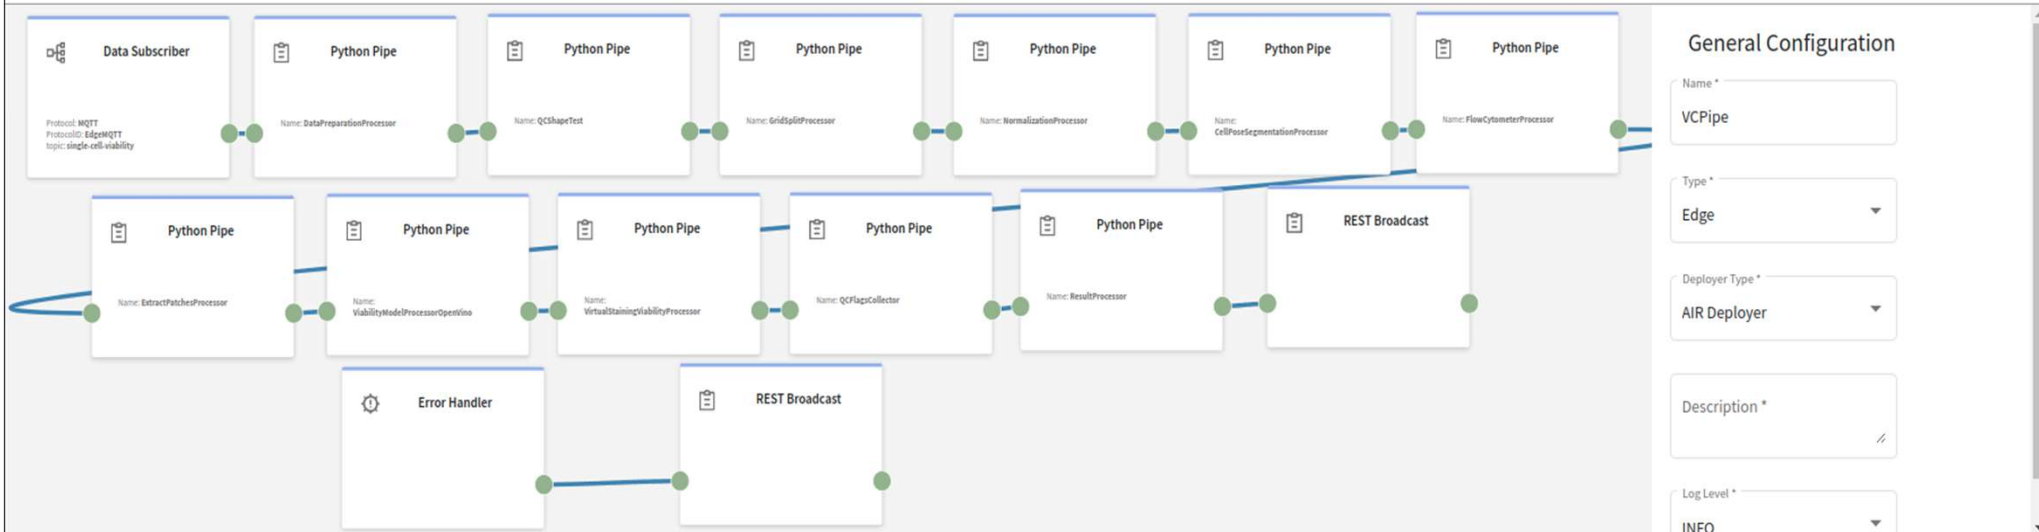 Data Subscriber
Protocol: MQTT
ProtocolID: EdgeMQTT
topic: single-cell-viability
Python Pipe
Name: DataPreparationProcessor
Python Pipe
Name: QCShapeTest
Python Pipe
Name: GridSplitProcessor
Python Pipe
Name: NormalizationProcessor
Python Pipe
Name:
CellPoseSegmentationProcessor
Python Pipe
Name: FlowCytometerProcessor
Python Pipe
Name: ExtractPatchesProcessor
Python Pipe
Name:
ViabilityModelProcessorOpenVino
Python Pipe
Name:
VirtualStainingViabilityProcessor
Python Pipe
Name: QCFlagsCollector
Python Pipe
Name: ResultProcessor
REST Broadcast
Error Handler
REST Broadcast
General Configuration
Name *
VCPipe
Type *
Edge
Deployer Type *
AIR Deployer
Description *
Log Level *
INFO